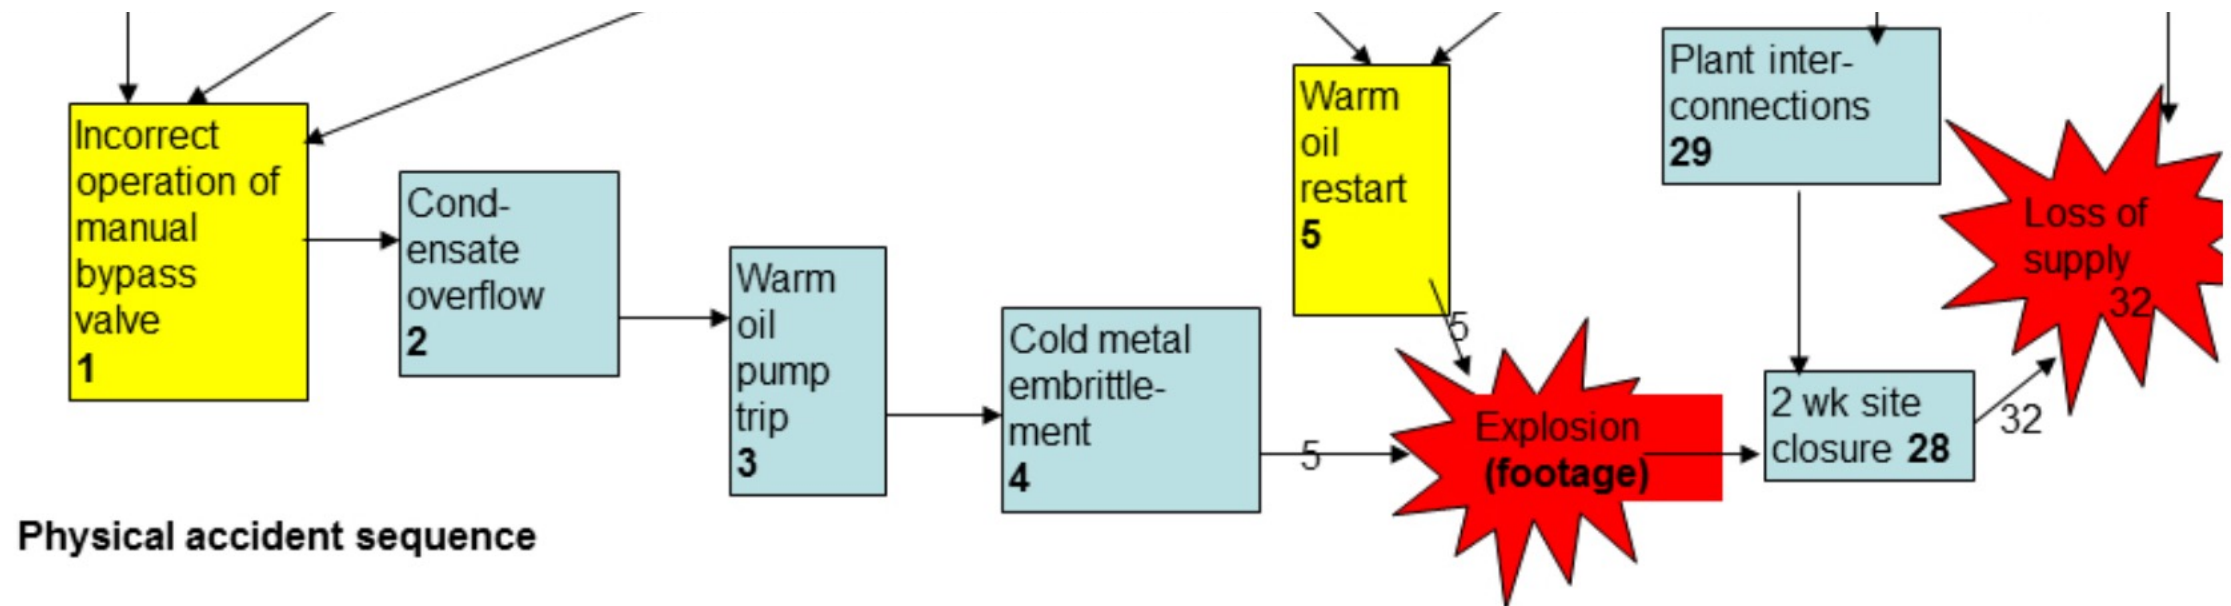 Incorrect
operation of
manual
bypass
valve
1
Cond-
ensate
overflow
2
Warm
oil
pump
trip
3
Cold metal
embrittle-
ment
4
Warm
oil
restart
5
5
5
Explosion
(footage)
Plant inter-
connections
29
2 wk site
closure 28
32
Loss of
supply
32
Physical accident sequence